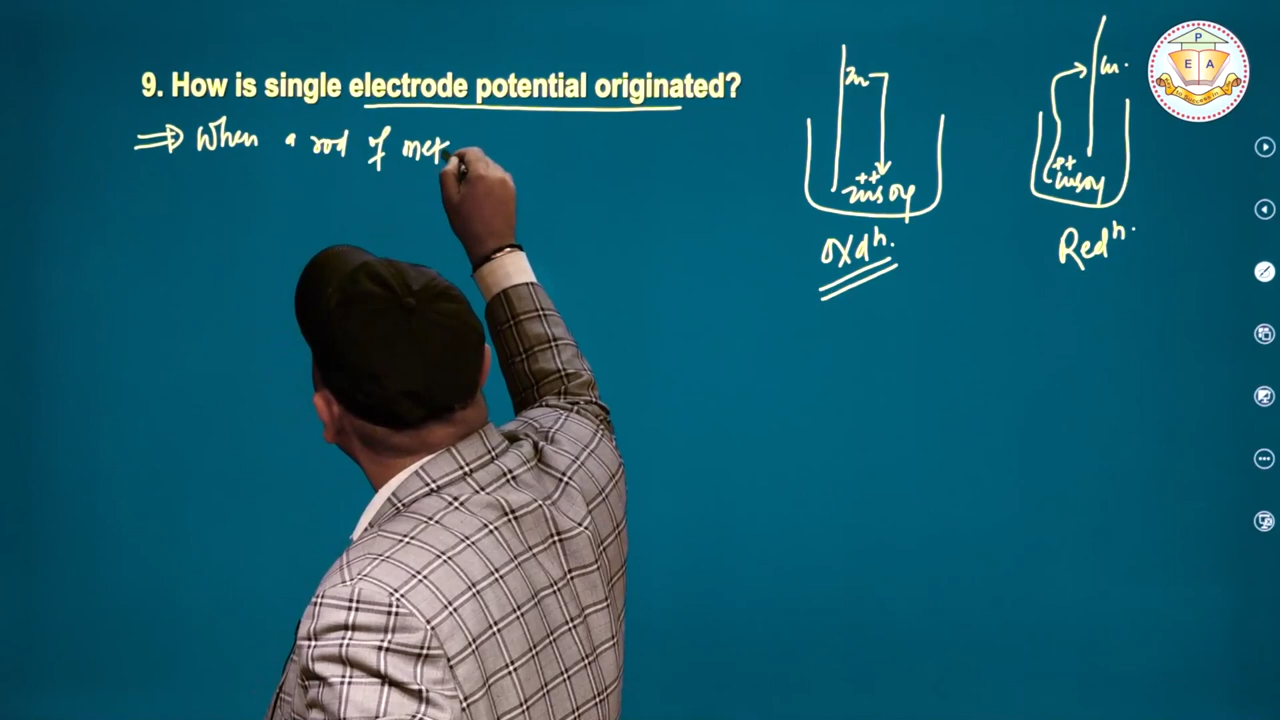 9. How is single electrode potential originated?
⇒ When a rod of met
Zn
++
ZnSO4
Oxdⁿ.
Cu.
++
CuSO4
Redⁿ.
P
E A